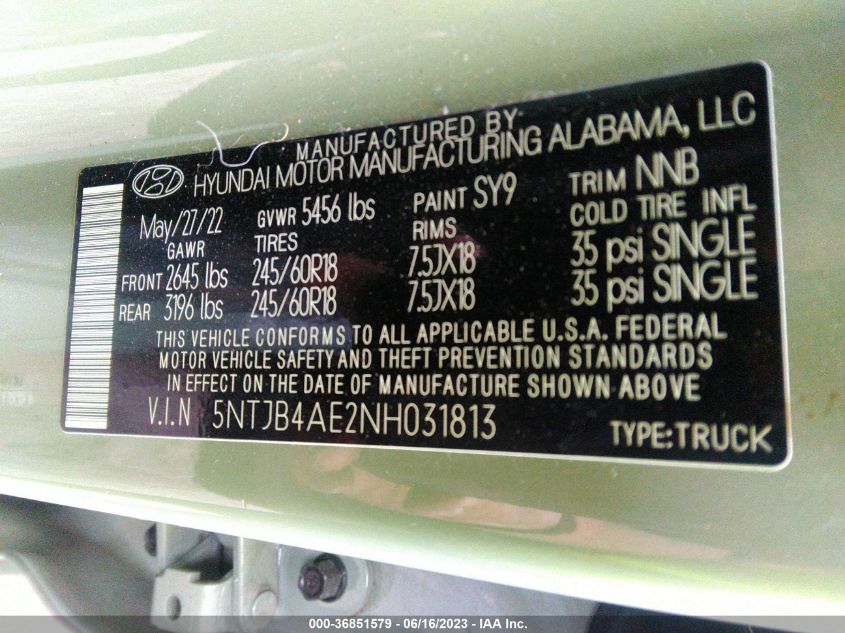 MANUFACTURED BY
HYUNDAI MOTOR MANUFACTURING ALABAMA, LLC
May/27/22 GVWR 5456 lbs PAINT SY9 TRIM NNB
GAWR TIRES RIMS COLD TIRE INFL
FRONT 2645 lbs 245/60R18 7.5JX18 35 psi SINGLE
REAR 3196 lbs 245/60R18 7.5JX18 35 psi SINGLE
THIS VEHICLE CONFORMS TO ALL APPLICABLE U.S.A. FEDERAL
MOTOR VEHICLE SAFETY AND THEFT PREVENTION STANDARDS
IN EFFECT ON THE DATE OF MANUFACTURE SHOWN ABOVE.
V.I.N 5NTJB4AE2NH031813 TYPE:TRUCK
000-36851579 - 06/16/2023 - IAA Inc.